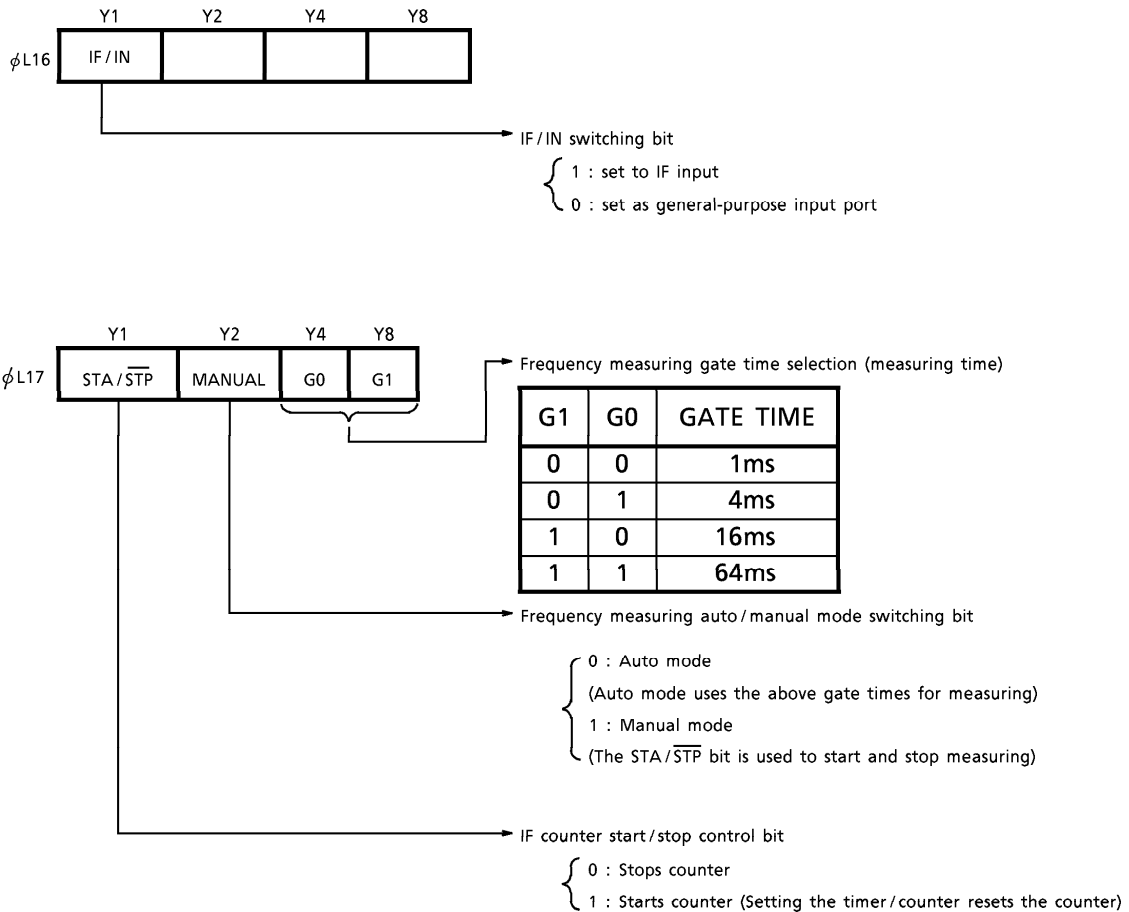 Y1 Y2 Y4 Y8
ϕL16 IF/IN
IF/IN switching bit
1 : set to IF input
0 : set as general-purpose input port
Y1 Y2 Y4 Y8
ϕL17 STA/S̅T̅P̅ MANUAL G0 G1
Frequency measuring gate time selection (measuring time)
G1 G0 GATE TIME
0 0 1ms
0 1 4ms
1 0 16ms
1 1 64ms
Frequency measuring auto/manual mode switching bit
0 : Auto mode
(Auto mode uses the above gate times for measuring)
1 : Manual mode
(The STA/S̅T̅P̅ bit is used to start and stop measuring)
IF counter start/stop control bit
0 : Stops counter
1 : Starts counter (Setting the timer/counter resets the counter)